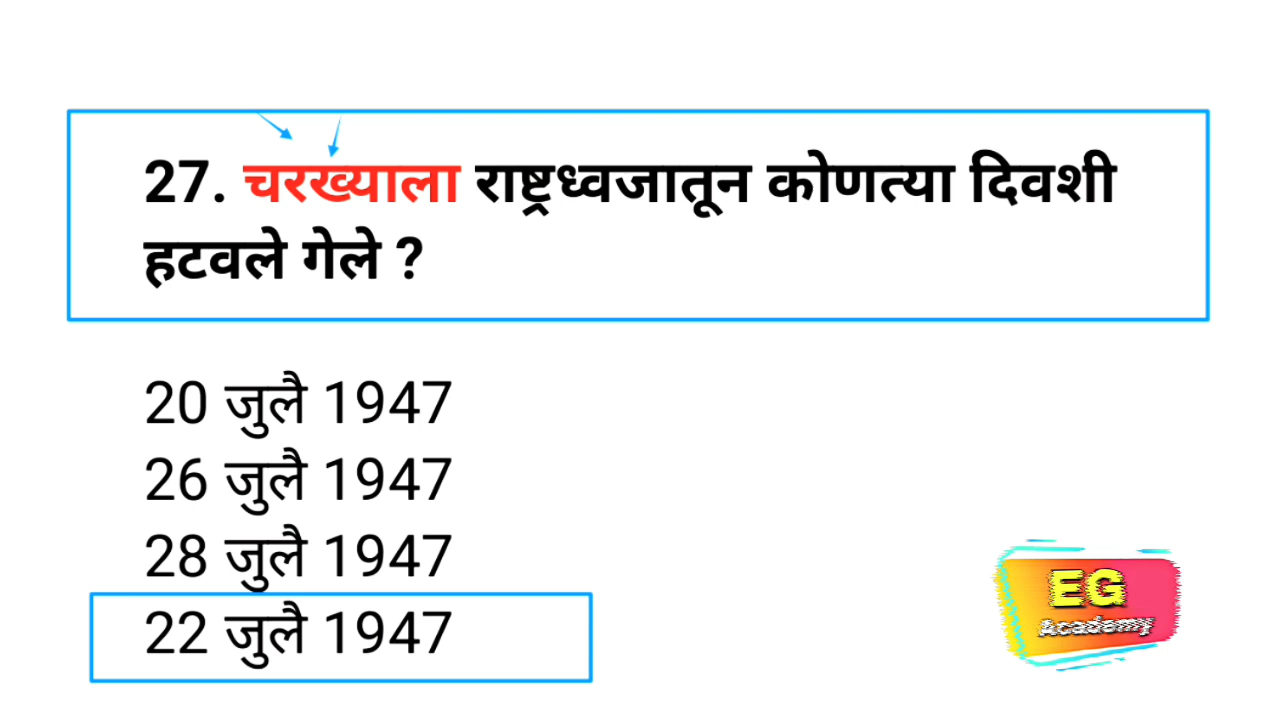 27. चरख्याला राष्ट्रध्वजातून कोणत्या दिवशी
हटवले गेले ?
20 जुलै 1947
26 जुलै 1947
28 जुलै 1947
22 जुलै 1947
EG
Academy